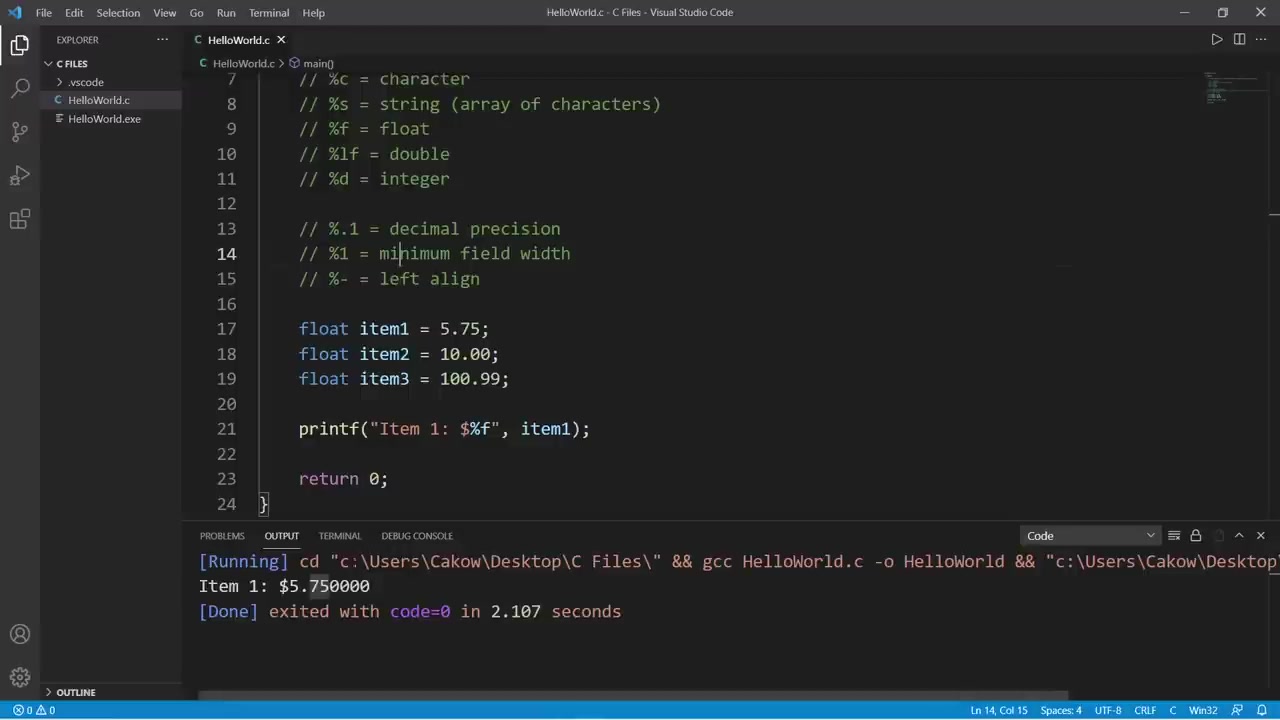 File Edit Selection View Go Run Terminal Help
HelloWorld.c - C Files - Visual Studio Code
EXPLORER
C FILES
.vscode
HelloWorld.c
HelloWorld.exe
OUTLINE
C HelloWorld.c
C HelloWorld.c > main()
7 // %c = character
8 // %s = string (array of characters)
9 // %f = float
10 // %lf = double
11 // %d = integer
12
13 // %.1 = decimal precision
14 // %1 = minimum field width
15 // %- = left align
16
17 float item1 = 5.75;
18 float item2 = 10.00;
19 float item3 = 100.99;
20
21 printf("Item 1: $%f", item1);
22
23 return 0;
24 }
PROBLEMS OUTPUT TERMINAL DEBUG CONSOLE
Code
[Running] cd "c:\Users\Cakow\Desktop\C Files\" && gcc HelloWorld.c -o HelloWorld && "c:\Users\Cakow\Desktop
Item 1: $5.750000
[Done] exited with code=0 in 2.107 seconds
0 0
Ln 14, Col 15 Spaces: 4 UTF-8 CRLF C Win32